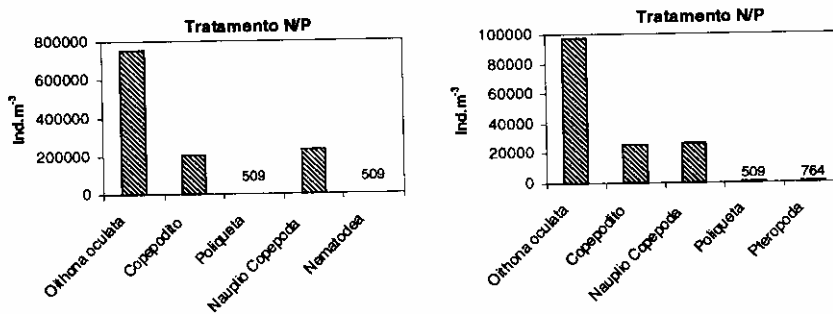 Tratamento N/P
800000
600000
400000
200000
0
Ind.m⁻³
509
509
Oithona oculata
Copepodito
Poliqueta
Nauplio Copepoda
Nematodea
Tratamento N/P
100000
80000
60000
40000
20000
0
Ind.m⁻³
509
764
Oithona oculata
Copepodito
Nauplio Copepoda
Poliqueta
Pteropoda